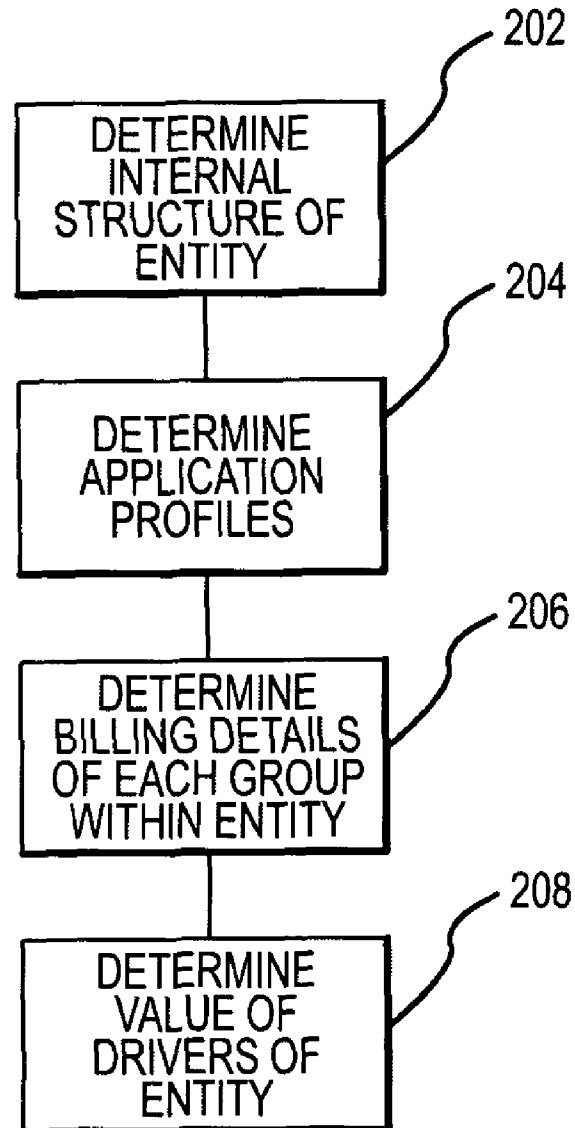 202
DETERMINE
INTERNAL
STRUCTURE OF
ENTITY
204
DETERMINE
APPLICATION
PROFILES
206
DETERMINE
BILLING DETAILS
OF EACH GROUP
WITHIN ENTITY
208
DETERMINE
VALUE OF
DRIVERS OF
ENTITY